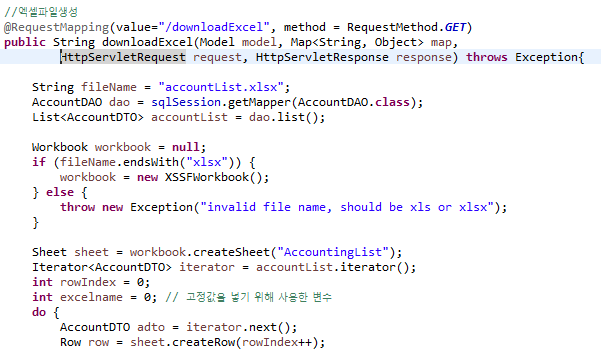 //엑셀파일생성
@RequestMapping(value="/downloadExcel", method = RequestMethod.GET)
public String downloadExcel(Model model, Map<String, Object> map,
HttpServletRequest request, HttpServletResponse response) throws Exception{
String fileName = "accountList.xlsx";
AccountDAO dao = sqlSession.getMapper(AccountDAO.class);
List<AccountDTO> accountList = dao.list();
Workbook workbook = null;
if (fileName.endsWith("xlsx")) {
workbook = new XSSFWorkbook();
} else {
throw new Exception("invalid file name, should be xls or xlsx");
}
Sheet sheet = workbook.createSheet("AccountingList");
Iterator<AccountDTO> iterator = accountList.iterator();
int rowIndex = 0;
int excelname = 0; // 고정값을 넣기 위해 사용한 변수
do {
AccountDTO adto = iterator.next();
Row row = sheet.createRow(rowIndex++);